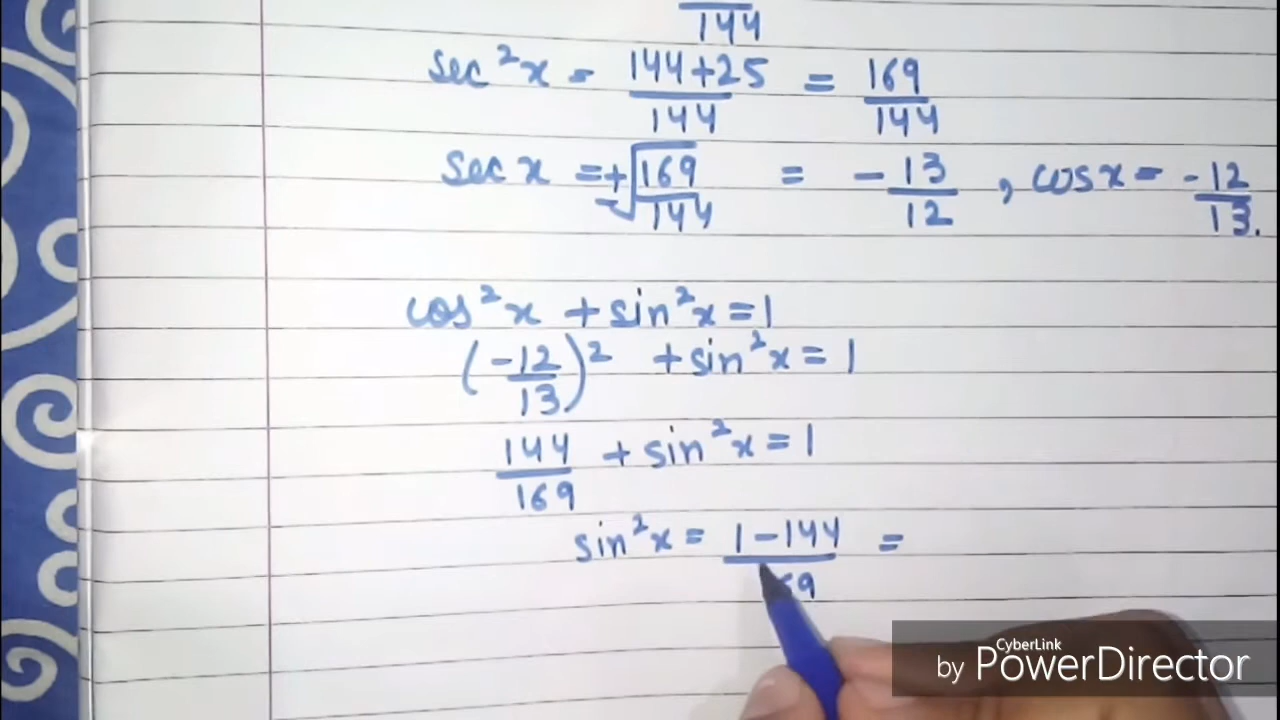 144
sec²x = 144+25/144 = 169/144
sec x = ±√169/144 = -13/12 , cos x = -12/13.
cos²x + sin²x = 1
(-12/13)² + sin²x = 1
144/169 + sin²x = 1
sin²x = 1-144/169 =
CyberLink
by PowerDirector